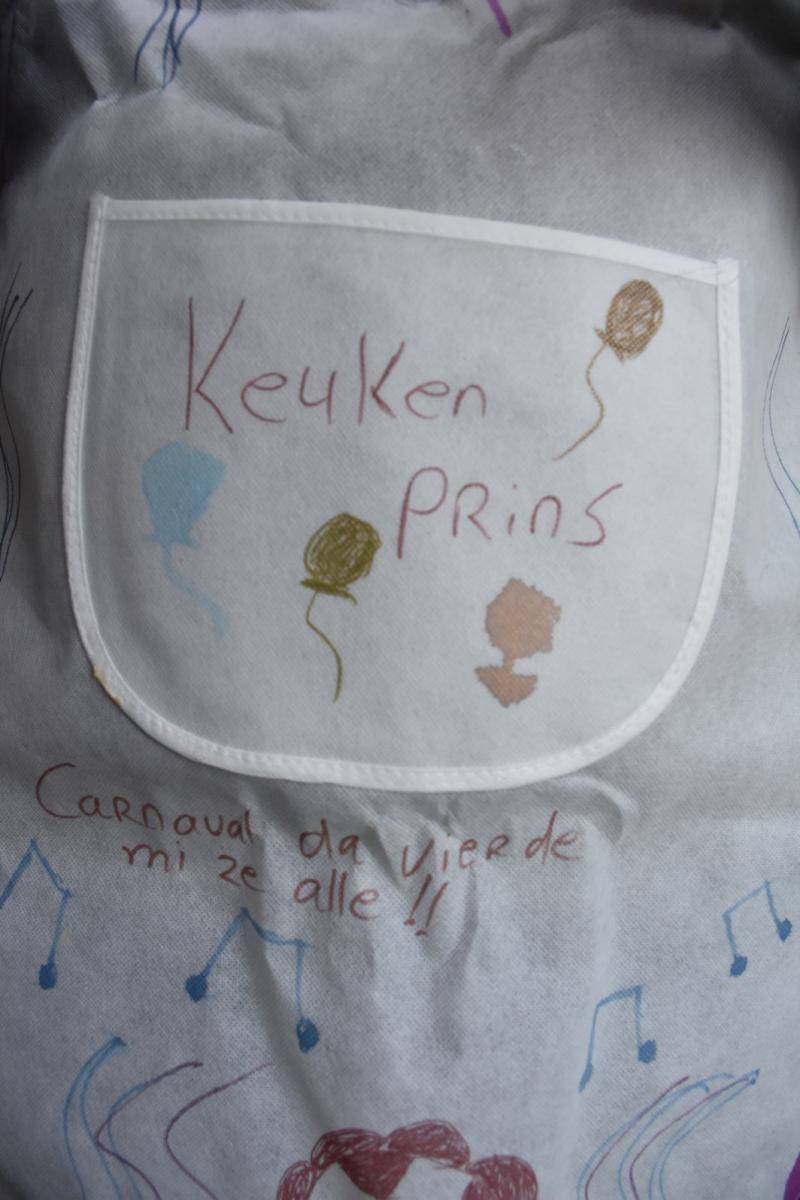 Keuken
PRins
Carnaval da vierde
mi ze alle !!